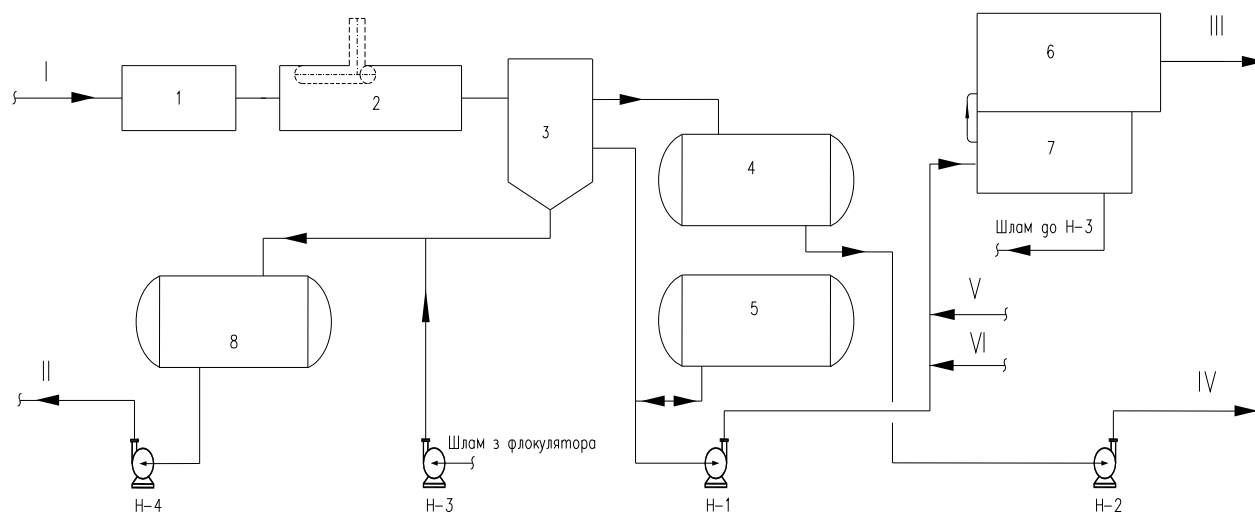 I
1
2
3
4
6
III
7
Шлам до Н-3
5
V
VI
8
II
IV
Шлам з флокулятора
Н-4
Н-3
Н-1
Н-2